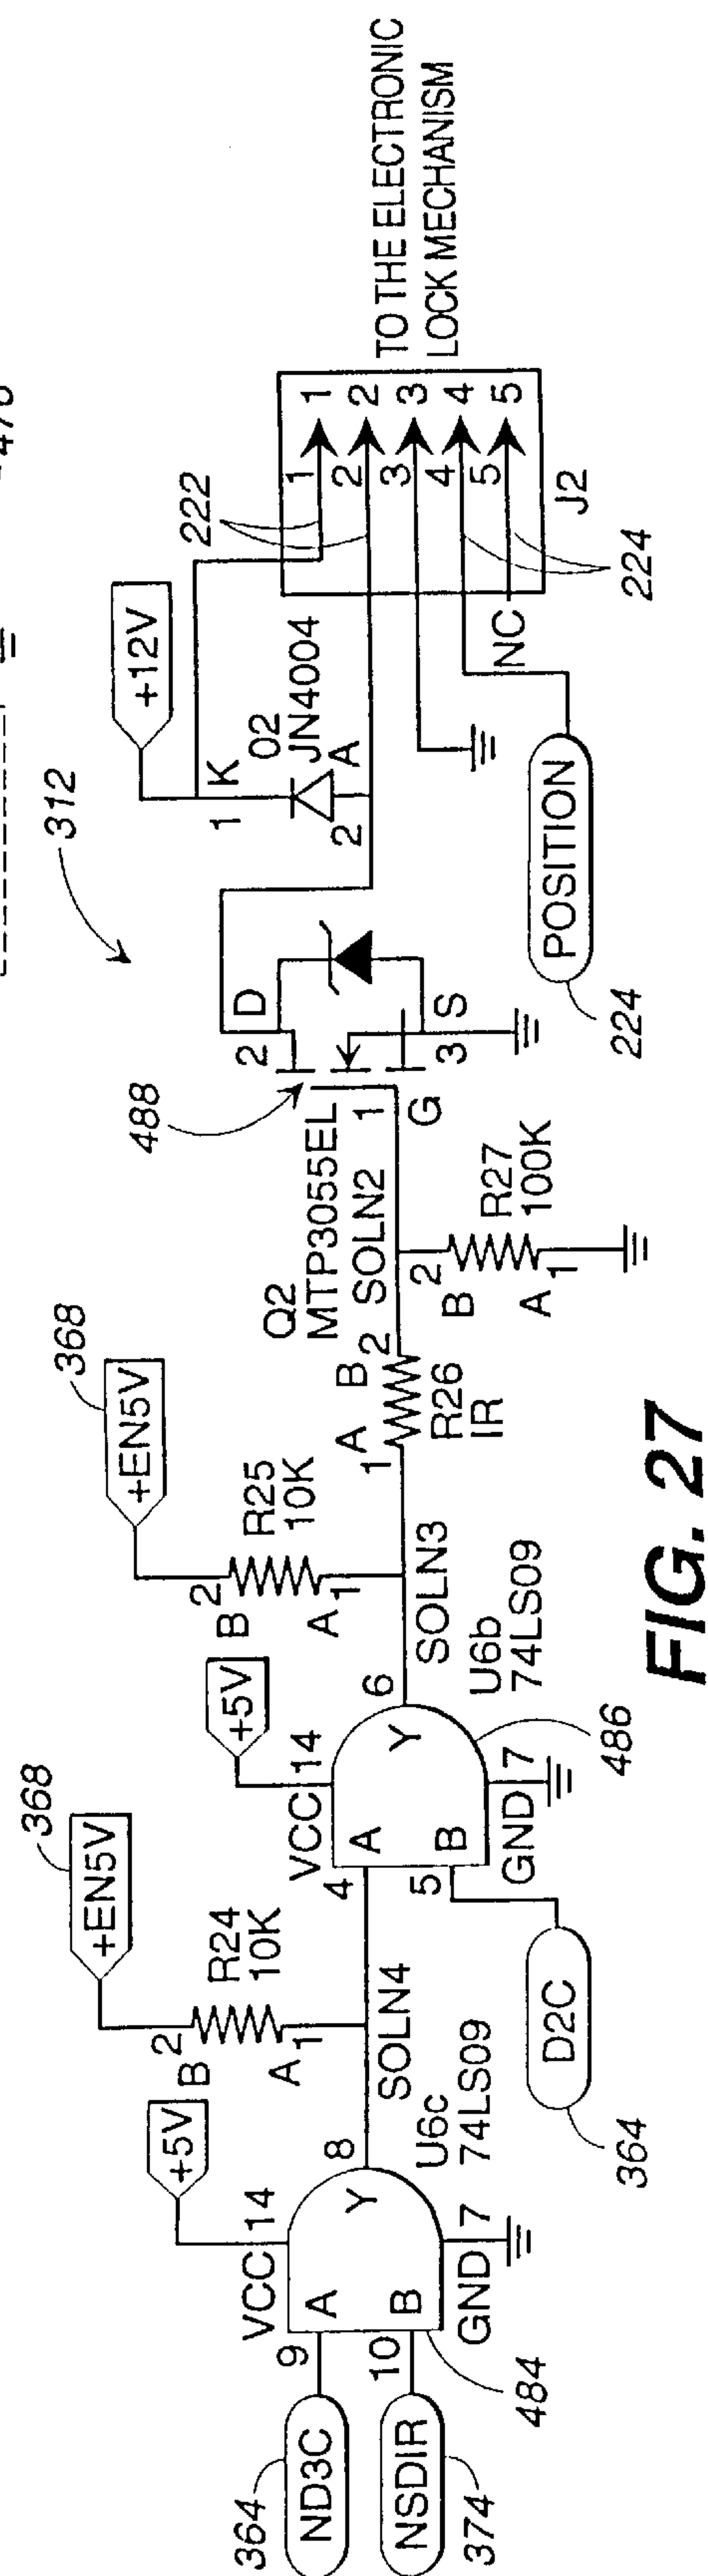 476
312
364
ND3C
NSDIR
374
9
10
VCC
14
+5V
A
B
Y
8
GND
7
484
U6c
74LS09
SOLN4
368
+EN5V
2
B
R24
10K
A
1
D2C
364
4
5
VCC
14
+5V
A
B
Y
6
GND
7
486
U6b
74LS09
SOLN3
368
+EN5V
2
B
R25
10K
A
1
1
A
B
2
R26
IR
Q2
MTP3055EL
SOLN2
2
B
R27
100K
A
1
488
1
G
2
D
3
S
+12V
1
K
02
JN4004
2
A
222
1
2
3
4
5
1
2
3
4
5
NC
J2
224
POSITION
224
TO THE ELECTRONIC
LOCK MECHANISM
FIG. 27